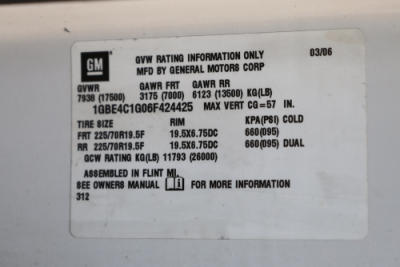 GM
GVW RATING INFORMATION ONLY 03/06
MFD BY GENERAL MOTORS CORP
GVWR GAWR FRT GAWR RR
7938 (17500) 3175 (7000) 6123 (13500) KG(LB)
1GBE4C1G06F424425 MAX VERT CG=57 IN.
TIRE SIZE RIM KPA(PSI) COLD
FRT 225/70R19.5F 19.5X6.75DC 660(095)
RR 225/70R19.5F 19.5X6.75DC 660(095) DUAL
GCW RATING KG(LB) 11793 (26000)
ASSEMBLED IN FLINT MI.
SEE OWNERS MANUAL i FOR MORE INFORMATION
312